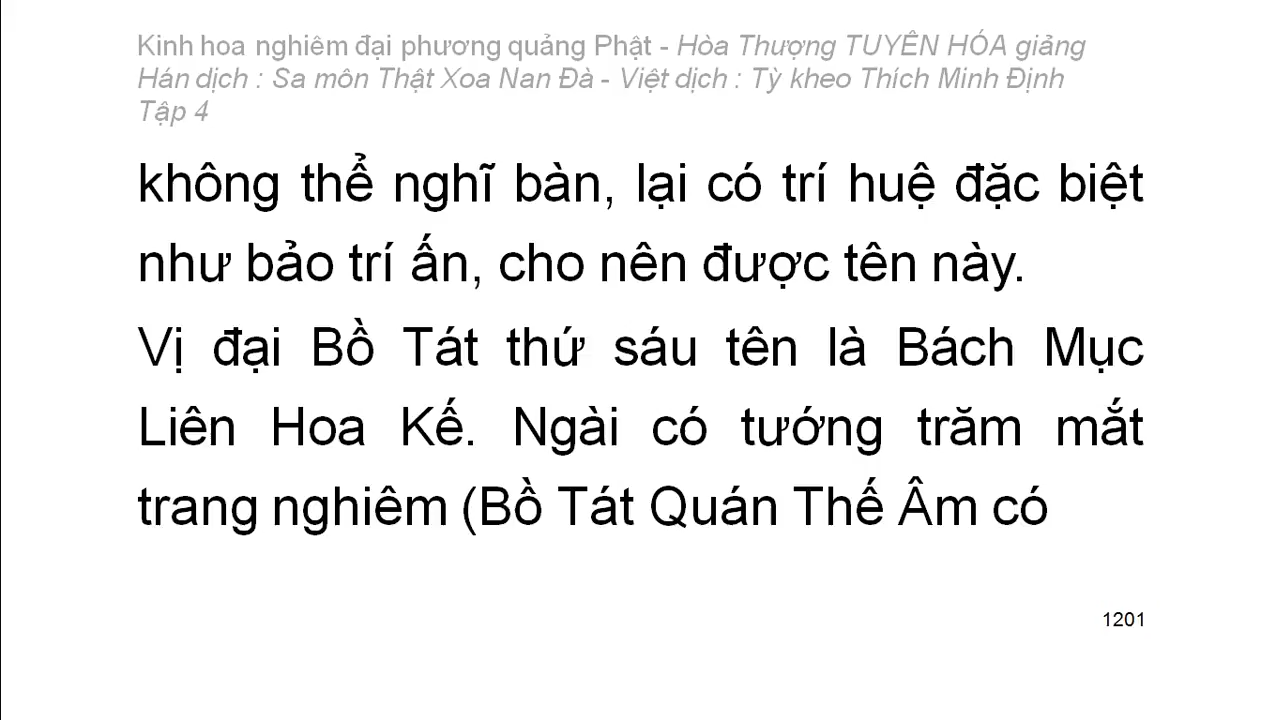 Kinh hoa nghiêm đại phương quảng Phật - Hòa Thượng TUYÊN HÓA giảng
Hán dịch : Sa môn Thật Xoa Nan Đà - Việt dịch : Tỳ kheo Thích Minh Định
Tập 4
không thể nghĩ bàn, lại có trí huệ đặc biệt
như bảo trí ấn, cho nên được tên này.
Vị đại Bồ Tát thứ sáu tên là Bách Mục
Liên Hoa Kế. Ngài có tướng trăm mắt
trang nghiêm (Bồ Tát Quán Thế Âm có
1201